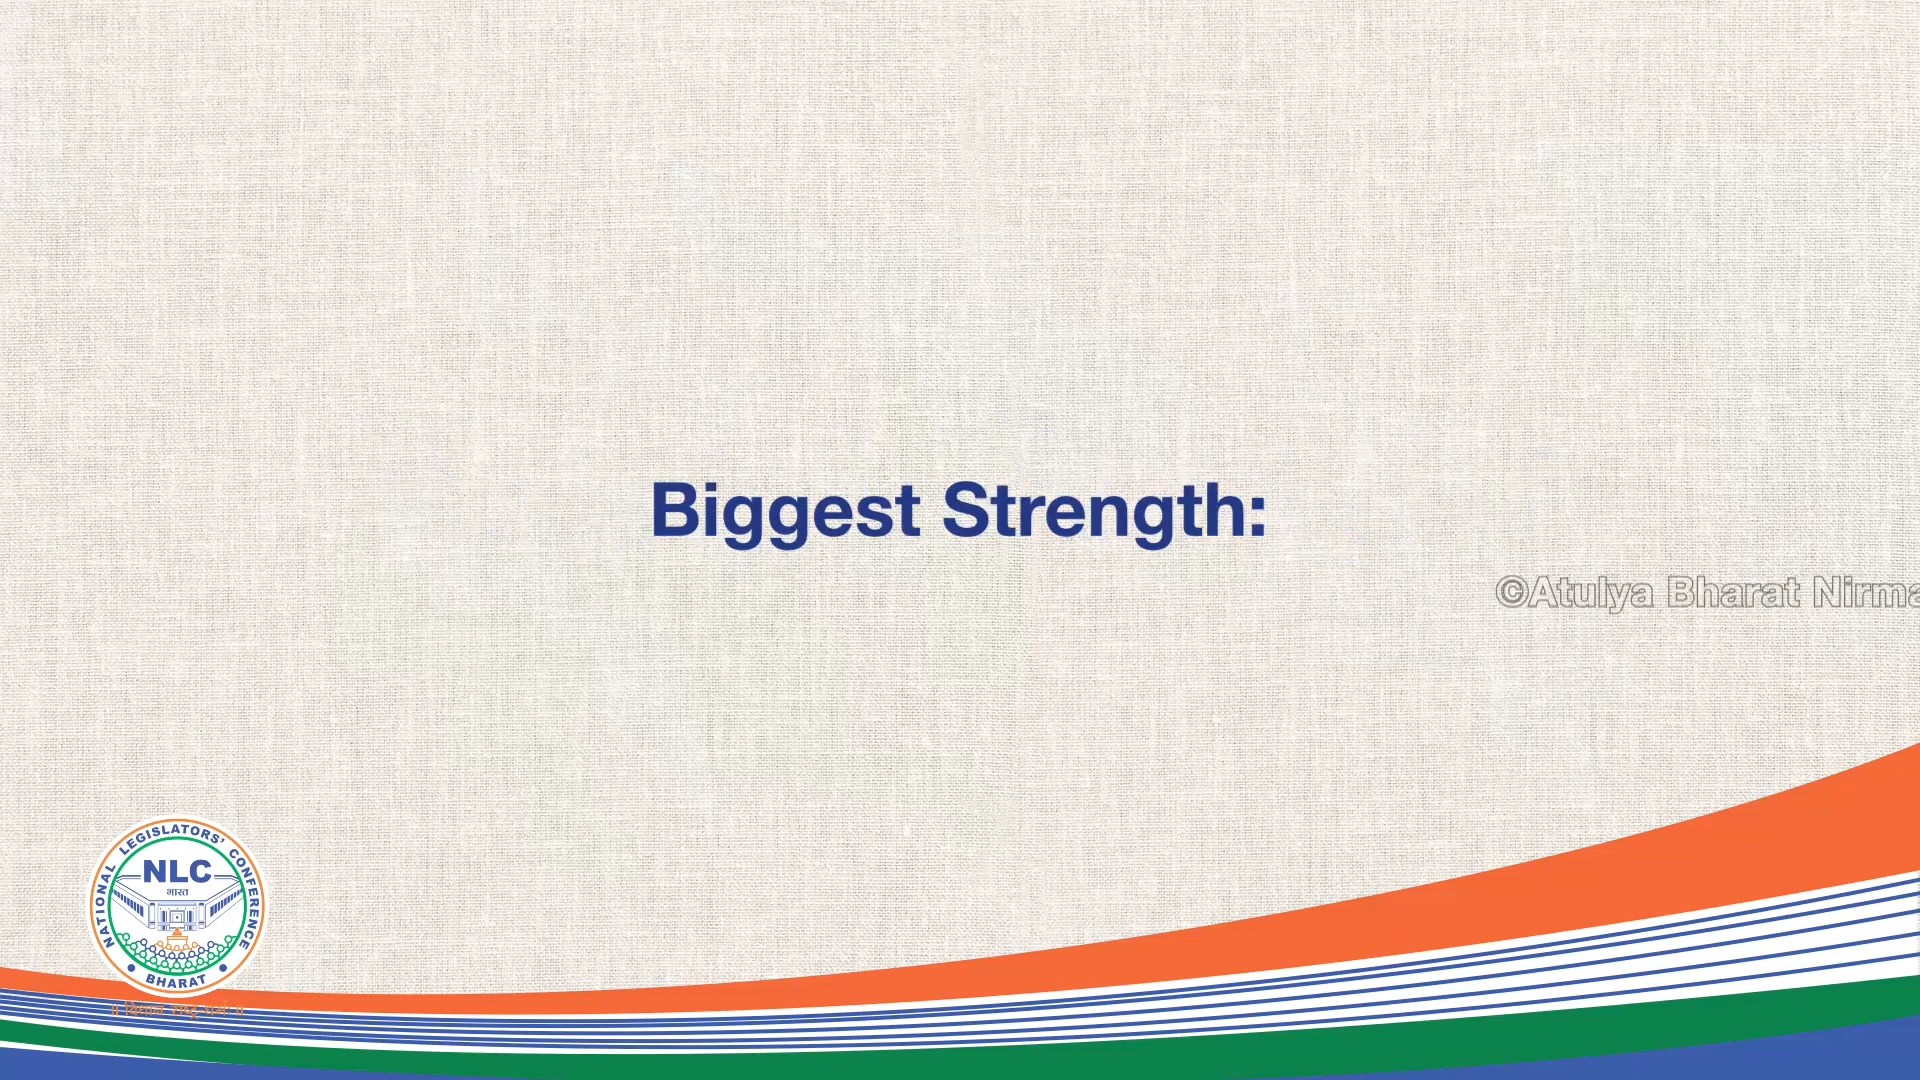 Biggest Strength:
©Atulya Bharat Nirma
NATIONAL LEGISLATORS' CONFERENCE
NLC
भारत
BHARAT